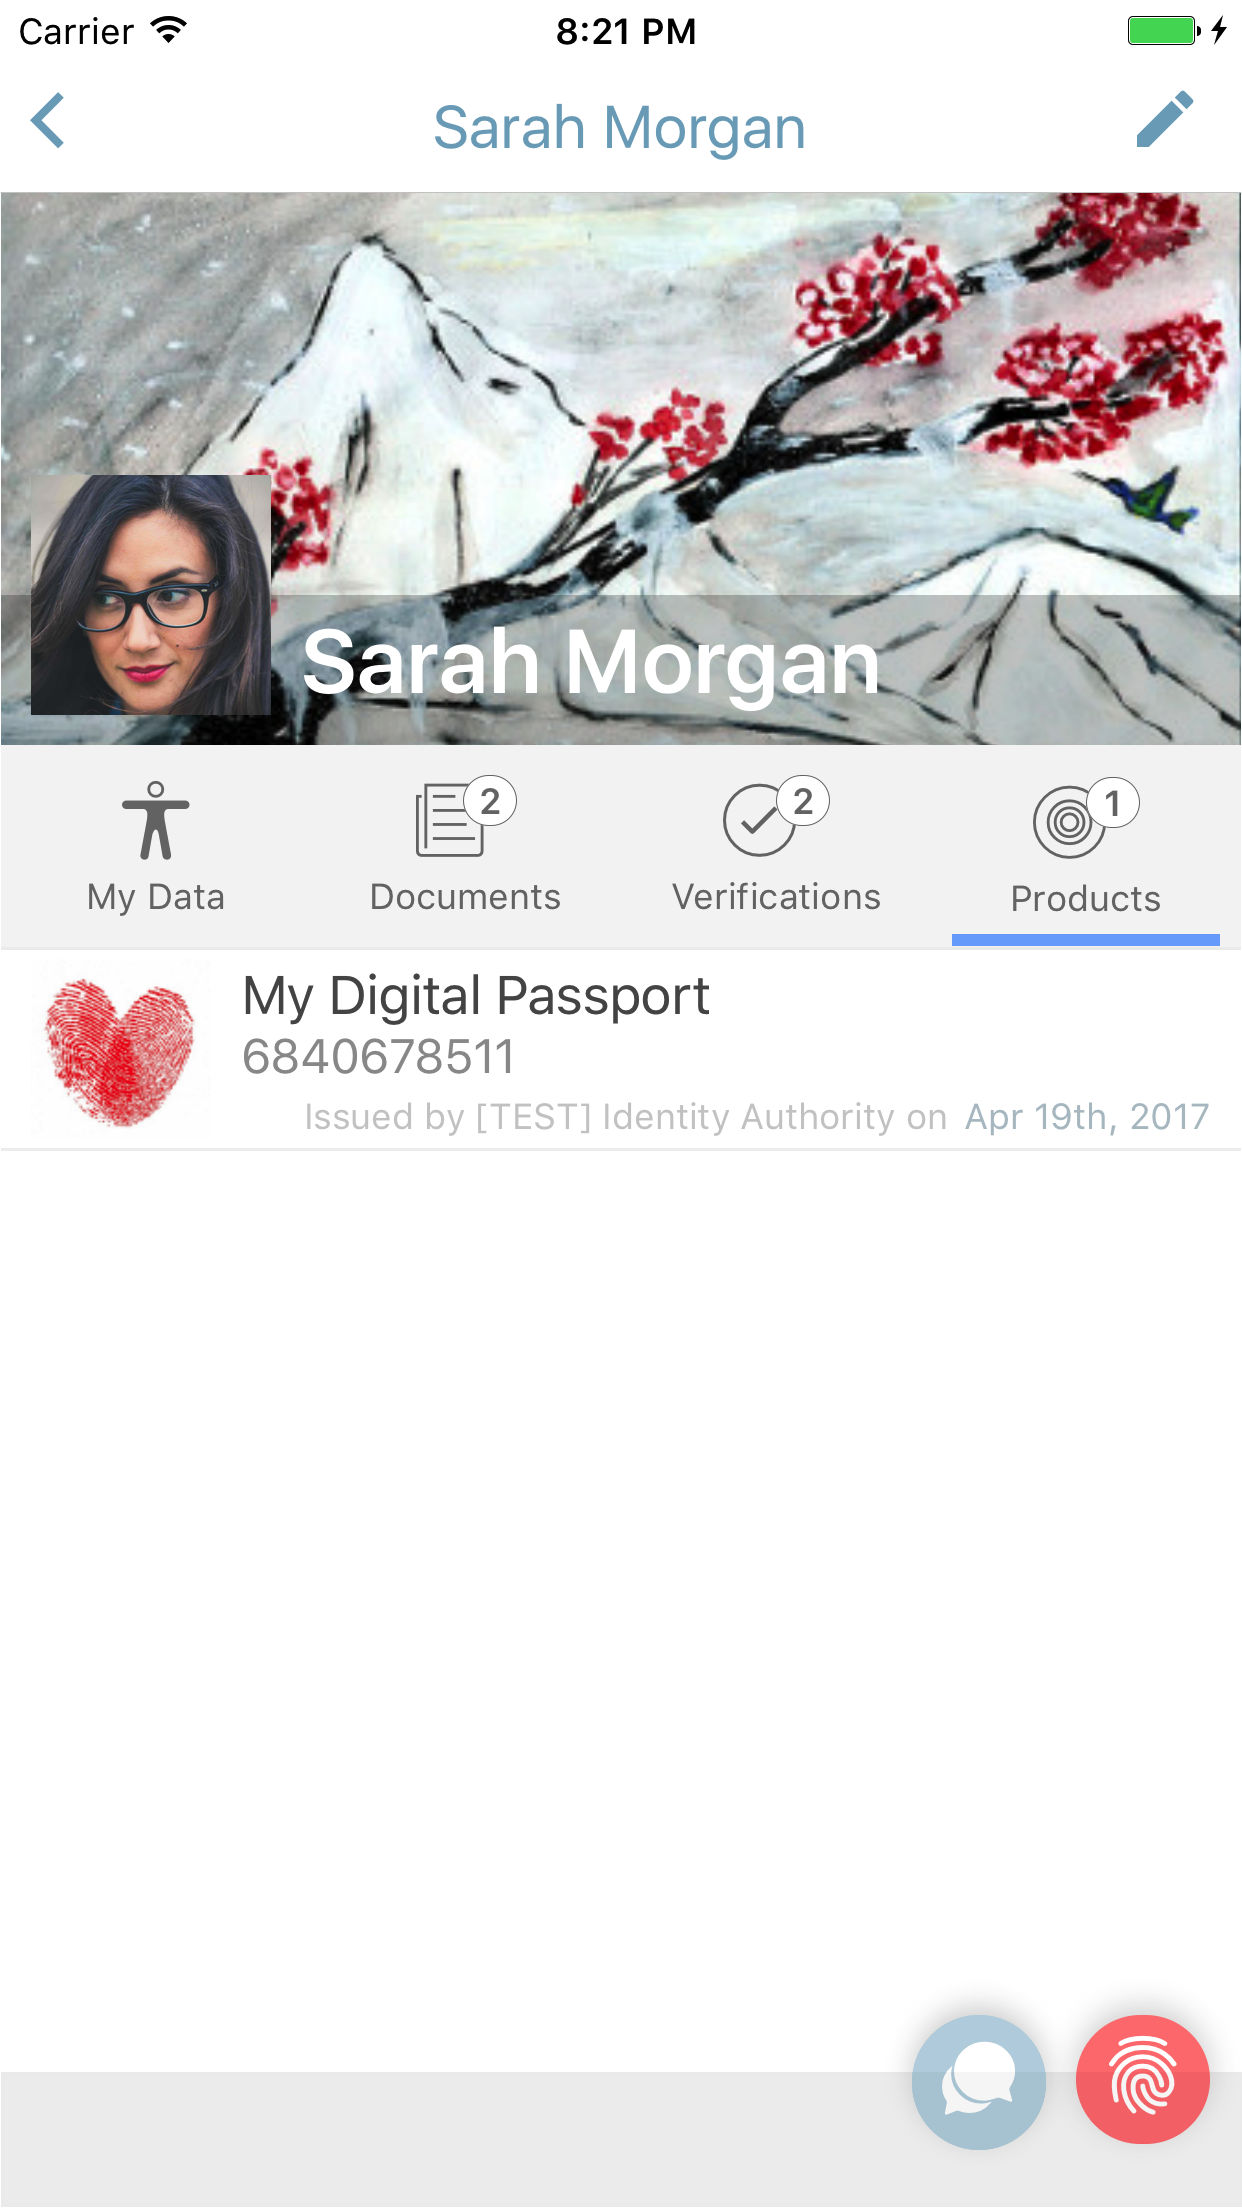 Carrier 8:21 PM
Sarah Morgan
Sarah Morgan
2 2 1
My Data Documents Verifications Products
My Digital Passport
6840678511
Issued by [TEST] Identity Authority on Apr 19th, 2017